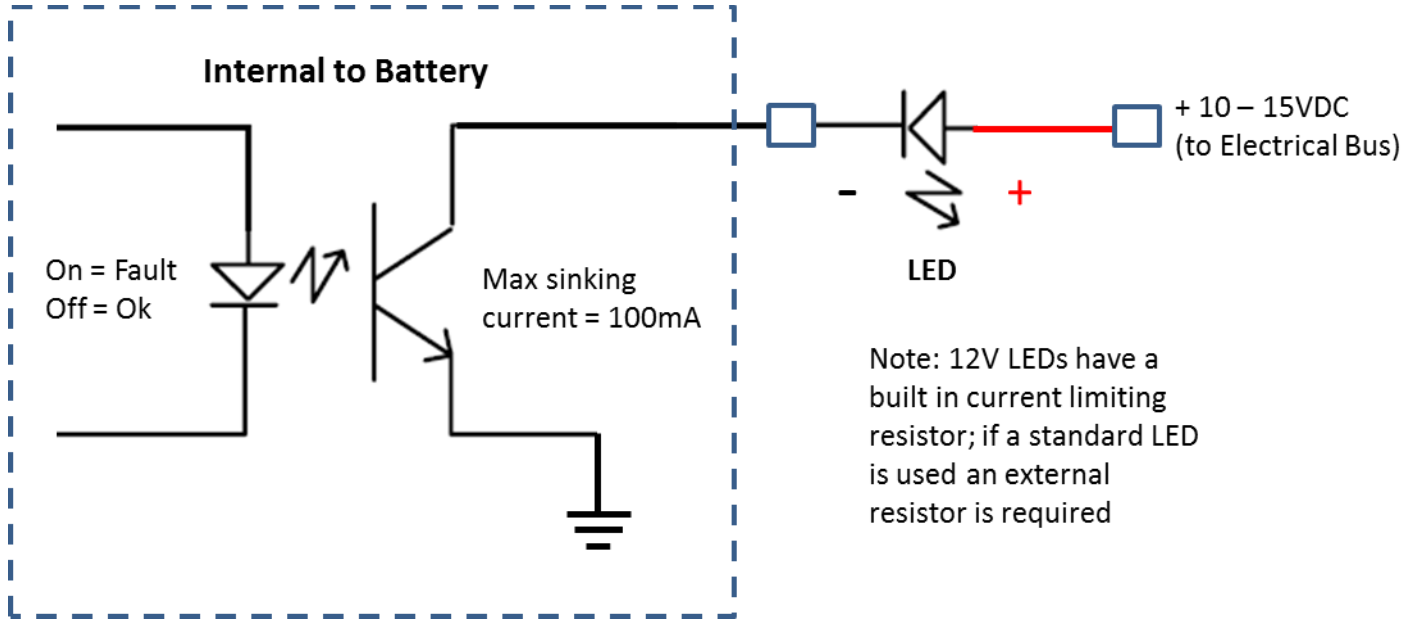 Internal to Battery
+ 10 – 15VDC
(to Electrical Bus)
- +
On = Fault
Off = Ok
Max sinking
current = 100mA
LED
Note: 12V LEDs have a
built in current limiting
resistor; if a standard LED
is used an external
resistor is required